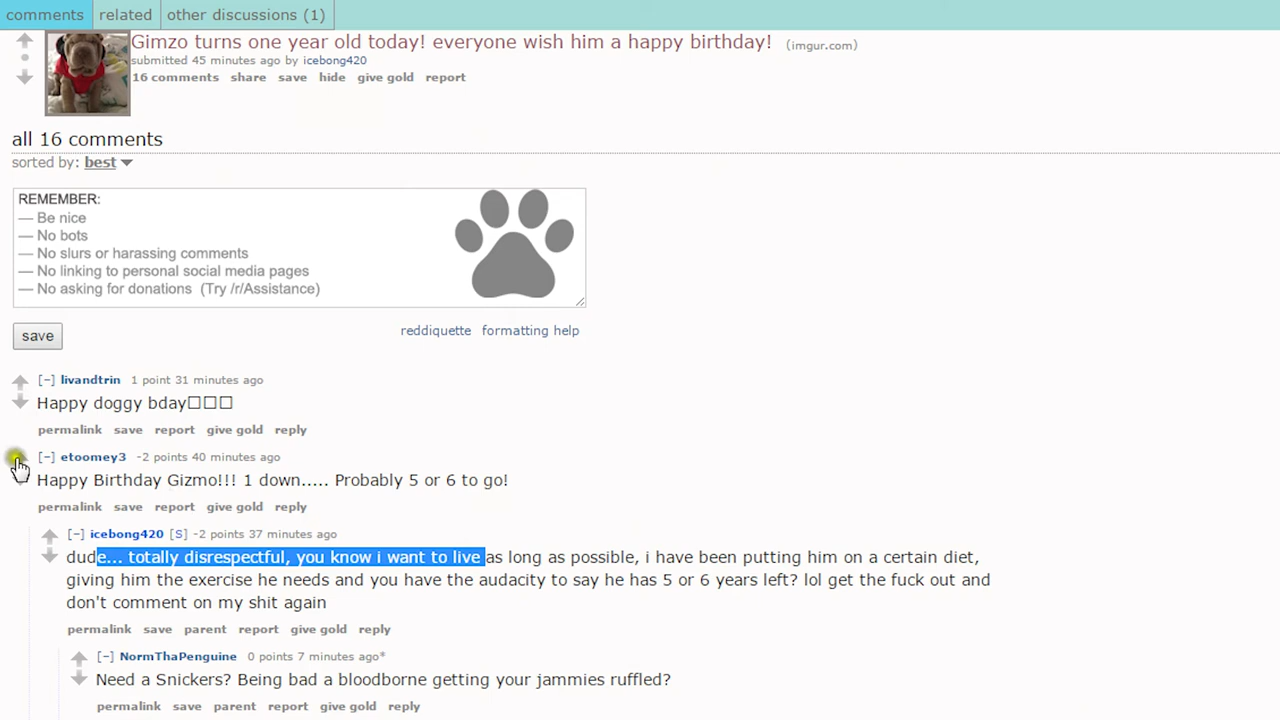 comments related other discussions (1)
Gimzo turns one year old today! everyone wish him a happy birthday! (imgur.com)
submitted 45 minutes ago by icebong420
16 comments share save hide give gold report
all 16 comments
sorted by: best
REMEMBER:
— Be nice
— No bots
— No slurs or harassing comments
— No linking to personal social media pages
— No asking for donations (Try /r/Assistance)
save reddiquette formatting help
[–] livandtrin 1 point 31 minutes ago
Happy doggy bday□□□
permalink save report give gold reply
[–] etoomey3 -2 points 40 minutes ago
Happy Birthday Gizmo!!! 1 down..... Probably 5 or 6 to go!
permalink save report give gold reply
[–] icebong420 [S] -2 points 37 minutes ago
dude... totally disrespectful, you know i want to live as long as possible, i have been putting him on a certain diet,
giving him the exercise he needs and you have the audacity to say he has 5 or 6 years left? lol get the fuck out and
don't comment on my shit again
permalink save parent report give gold reply
[–] NormThaPenguine 0 points 7 minutes ago*
Need a Snickers? Being bad a bloodborne getting your jammies ruffled?
permalink save parent report give gold reply